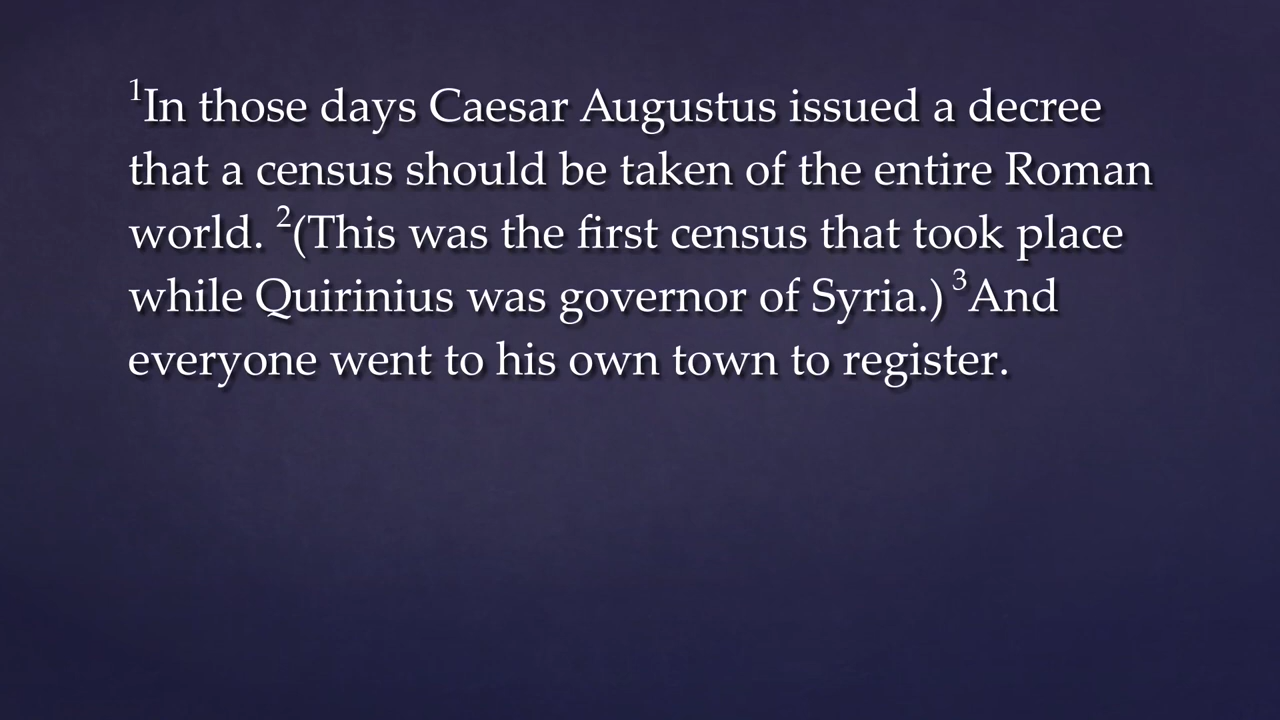 ¹In those days Caesar Augustus issued a decree
that a census should be taken of the entire Roman
world. ²(This was the first census that took place
while Quirinius was governor of Syria.) ³And
everyone went to his own town to register.